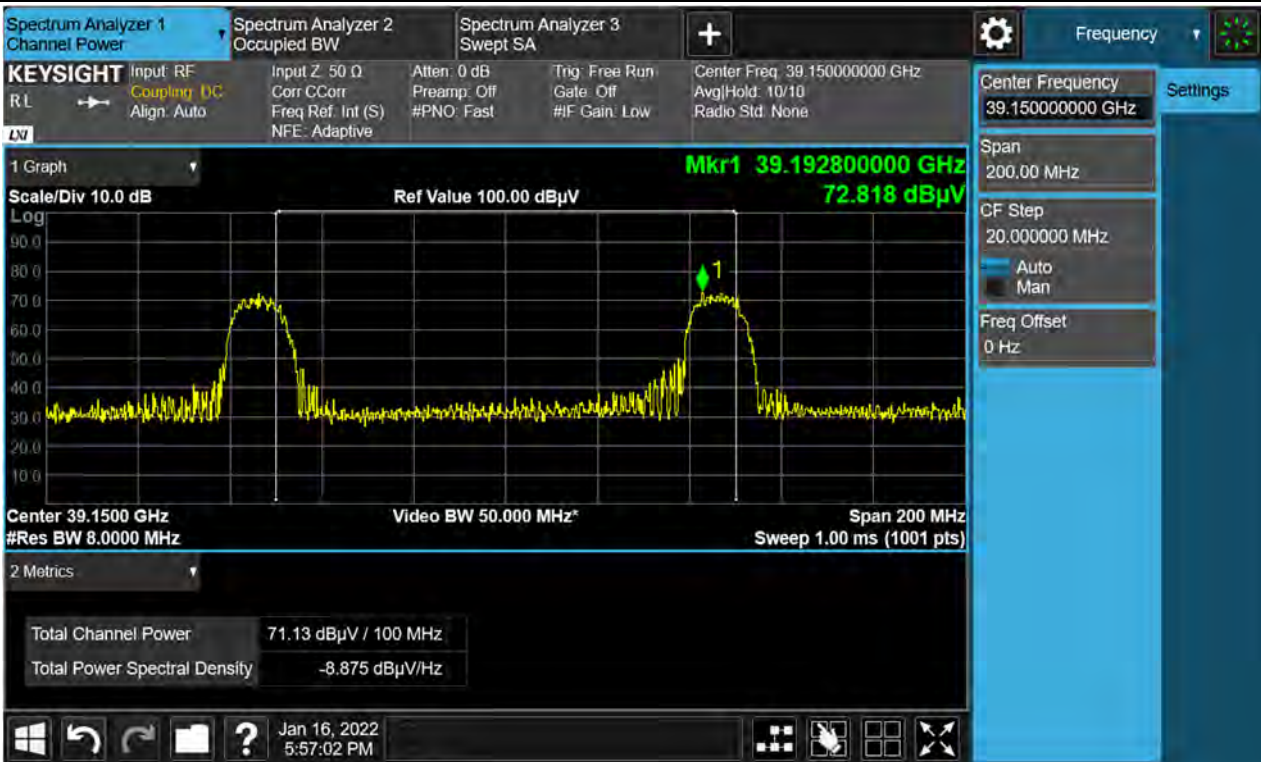 Spectrum Analyzer 1
Channel Power
Spectrum Analyzer 2
Occupied BW
Spectrum Analyzer 3
Swept SA
+
Frequency
KEYSIGHT
R L
LXI
Input: RF
Coupling: DC
Align: Auto
Input Z: 50 Ω
Corr CCorr
Freq Ref: Int (S)
NFE: Adaptive
Atten: 0 dB
Preamp: Off
#PNO: Fast
Trig: Free Run
Gate: Off
#IF Gain: Low
Center Freq: 39.150000000 GHz
Avg|Hold: 10/10
Radio Std: None
Center Frequency
39.150000000 GHz
Settings
Span
200.00 MHz
CF Step
20.000000 MHz
Auto
Man
Freq Offset
0 Hz
1 Graph
Mkr1 39.192800000 GHz
72.818 dBµV
Scale/Div 10.0 dB
Ref Value 100.00 dBµV
Log
90.0
80.0
70.0
60.0
50.0
40.0
30.0
20.0
10.0
1
Center 39.1500 GHz
Video BW 50.000 MHz*
Span 200 MHz
#Res BW 8.0000 MHz
Sweep 1.00 ms (1001 pts)
2 Metrics
Total Channel Power 71.13 dBµV / 100 MHz
Total Power Spectral Density -8.875 dBµV/Hz
?
Jan 16, 2022
5:57:02 PM